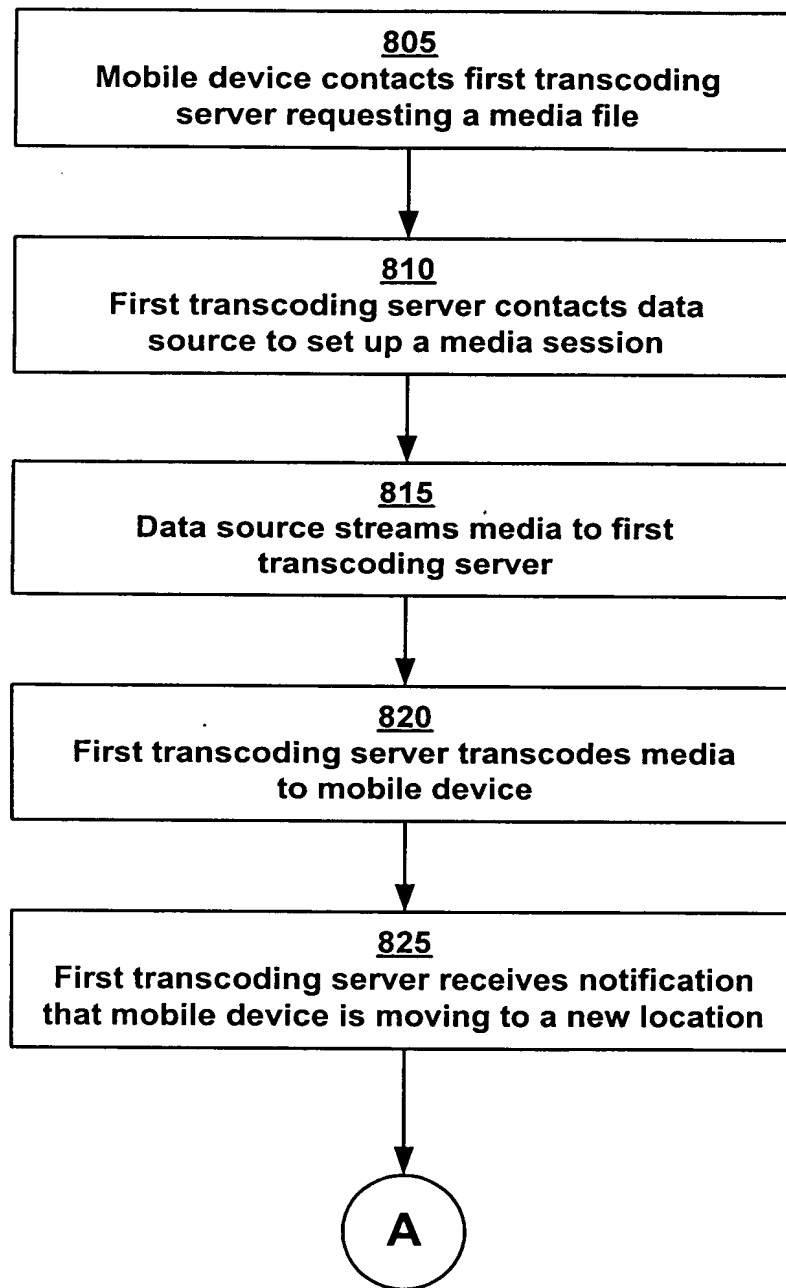 805
Mobile device contacts first transcoding
server requesting a media file
810
First transcoding server contacts data
source to set up a media session
815
Data source streams media to first
transcoding server
820
First transcoding server transcodes media
to mobile device
825
First transcoding server receives notification
that mobile device is moving to a new location
A